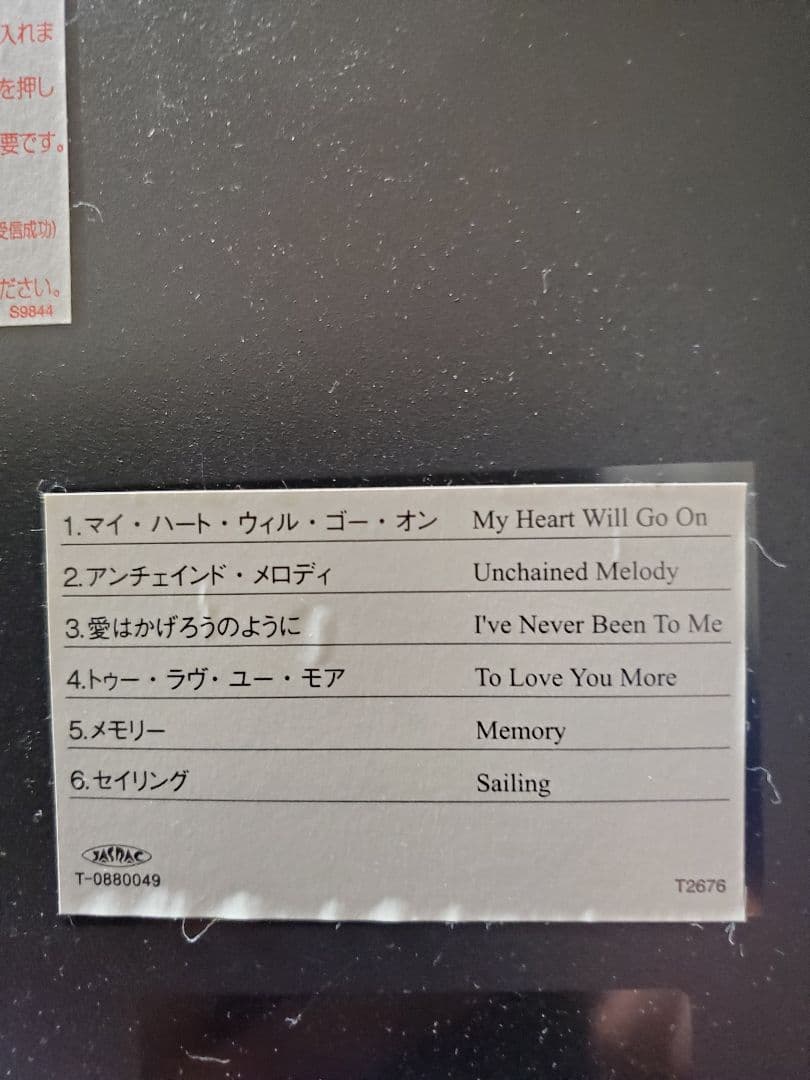 入れま
を押し
要です。
受信成功)
ださい。
S9844
1.マイ・ハート・ウィル・ゴー・オン My Heart Will Go On
2.アンチェインド・メロディ Unchained Melody
3.愛はかげろうのように I've Never Been To Me
4.トゥー・ラヴ・ユー・モア To Love You More
5.メモリー Memory
6.セイリング Sailing
JASRAC
T-0880049
T2676